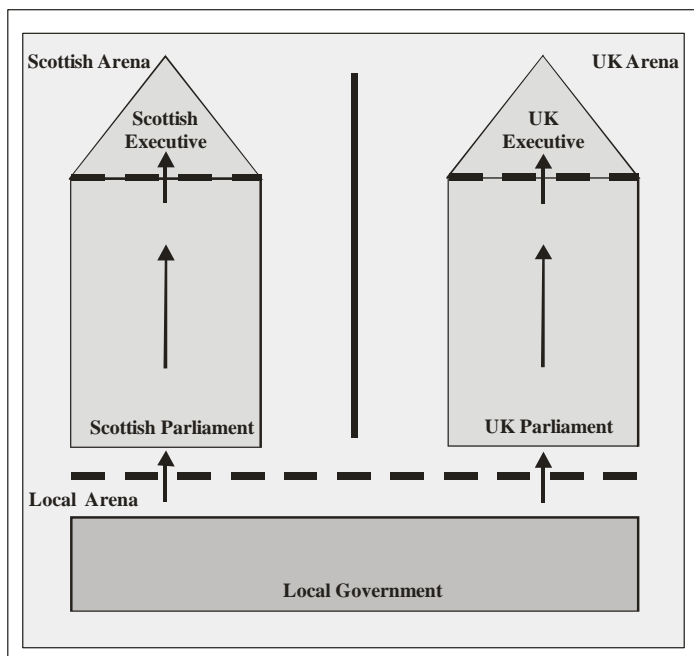 Scottish Arena
UK Arena
Scottish
Executive
UK
Executive
Scottish Parliament
UK Parliament
Local Arena
Local Government